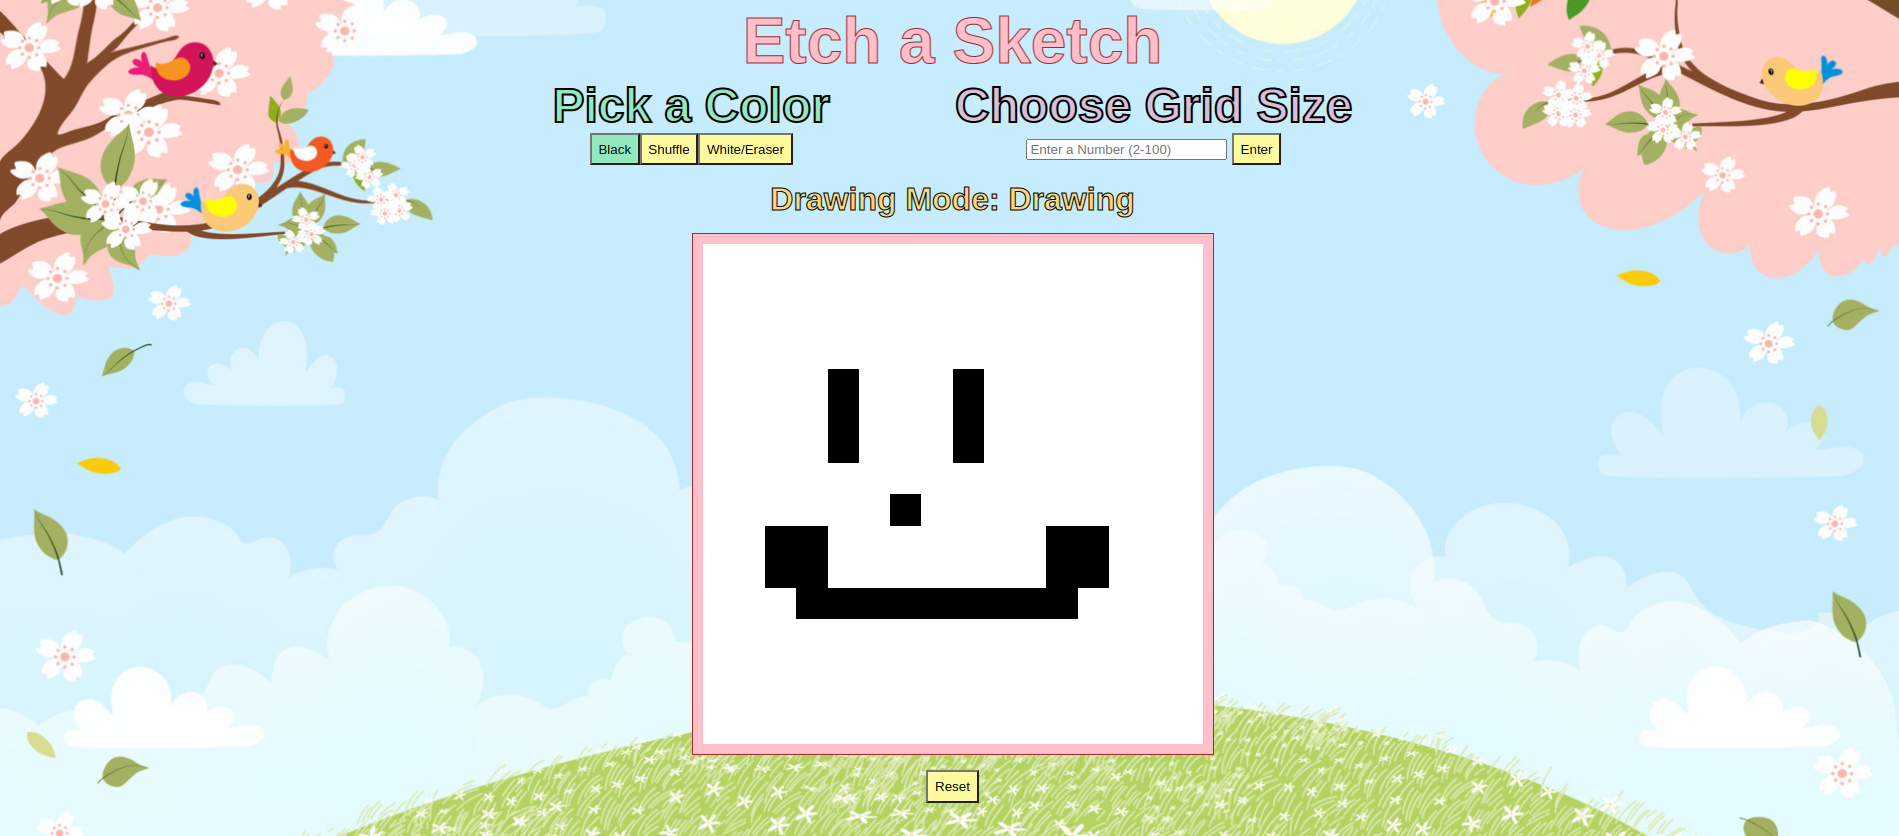 Etch a Sketch
Pick a Color
Choose Grid Size
Black Shuffle White/Eraser
Enter a Number (2-100) Enter
Drawing Mode: Drawing
Reset